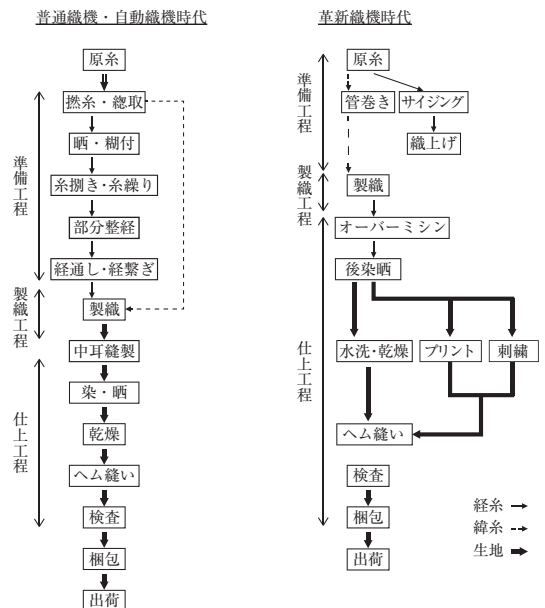 普通織機・自動織機時代
原糸
撚糸・綛取
晒・糊付
糸捌き・糸繰り
部分整経
経通し・経繋ぎ
製織
中耳縫製
染・晒
乾燥
ヘム縫い
検査
梱包
出荷
準備工程
製織工程
仕上工程
革新織機時代
原糸
管巻き
サイジング
織上げ
製織
オーバーミシン
後染晒
水洗・乾燥
プリント
刺繍
ヘム縫い
検査
梱包
出荷
準備工程
製織工程
仕上工程
経糸
緯糸
生地